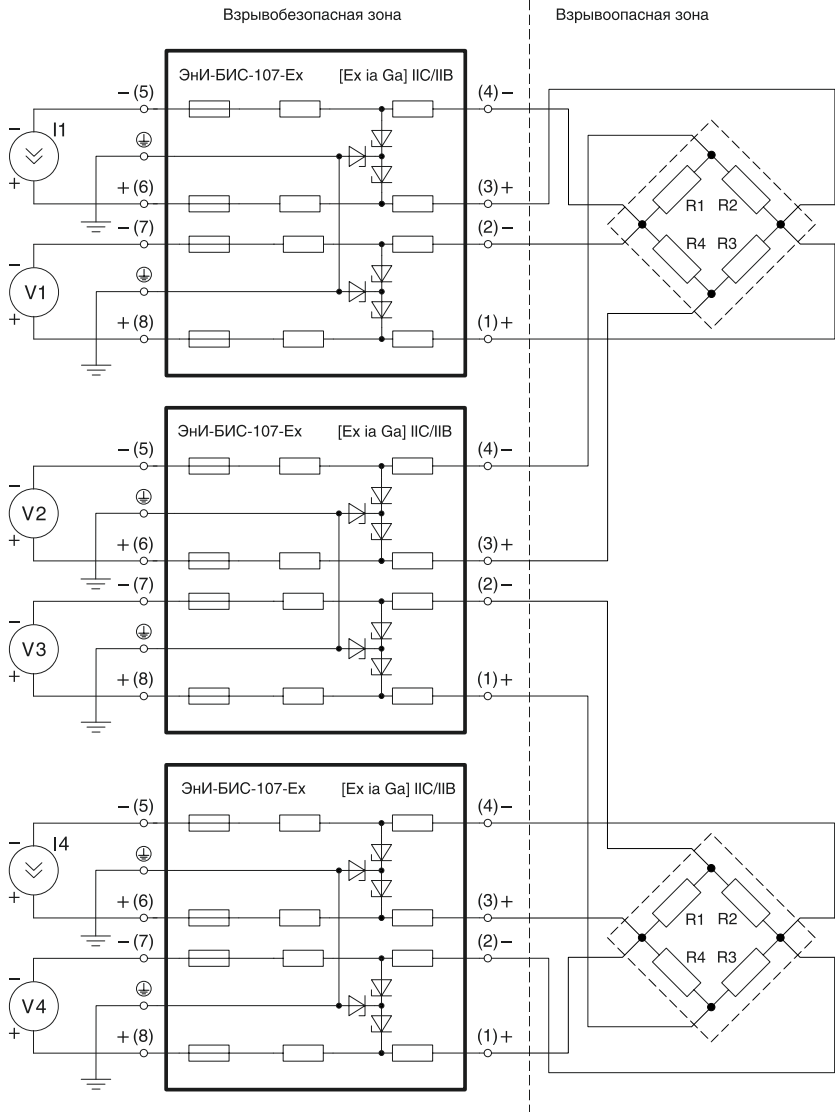 Взрывобезопасная зона
Взрывоопасная зона
ЭнИ-БИС-107-Ex [Ex ia Ga] IIC/IIB
− (5)
(4) −
− I1
+
+ (6)
(3) +
− (7)
(2) −
− V1
+
+ (8)
(1) +
R1 R2
R4 R3
ЭнИ-БИС-107-Ex [Ex ia Ga] IIC/IIB
− (5)
(4) −
− V2
+
+ (6)
(3) +
− (7)
(2) −
− V3
+
+ (8)
(1) +
ЭнИ-БИС-107-Ex [Ex ia Ga] IIC/IIB
− (5)
(4) −
− I4
+
+ (6)
(3) +
− (7)
(2) −
− V4
+
+ (8)
(1) +
R1 R2
R4 R3